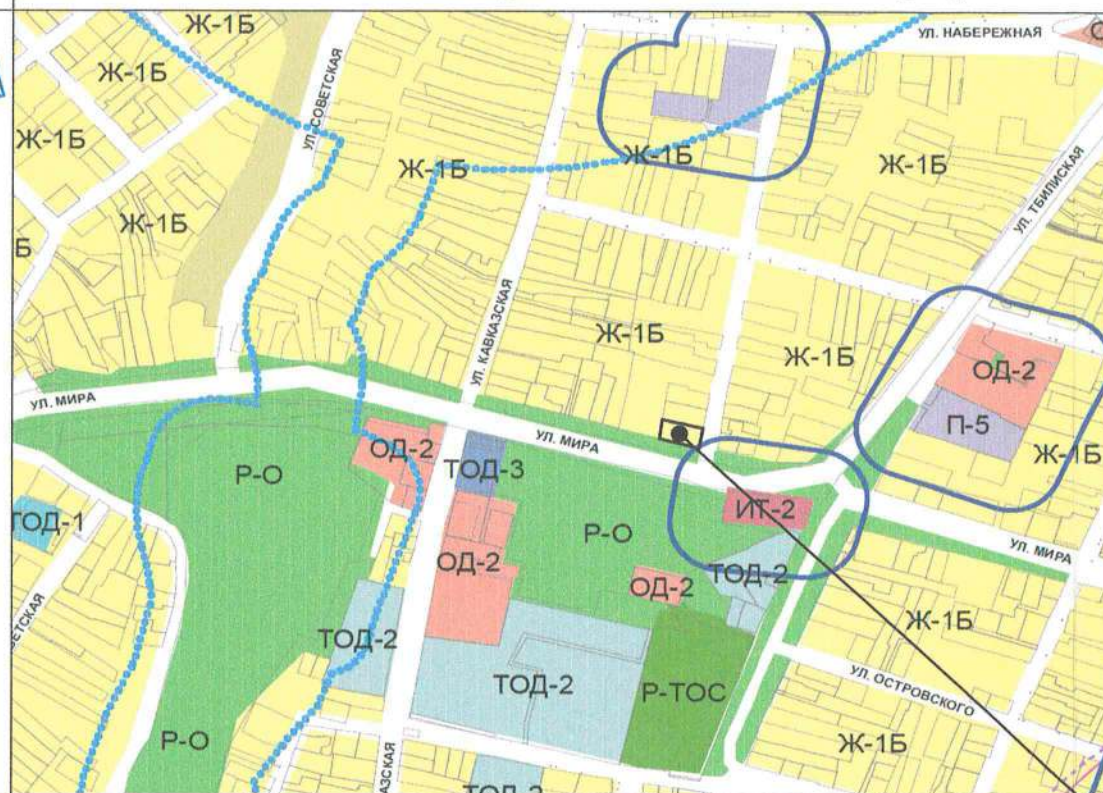 Ж-1Б
УЛ. НАБЕРЕЖНАЯ
Ж-1Б
УЛ. СОВЕТСКАЯ
Ж-1Б
Ж-1Б
Ж-1Б
Ж-1Б
УЛ. ТБИЛИСКАЯ
Ж-1Б
Б
УЛ. КАВКАЗСКАЯ
Ж-1Б
Ж-1Б
ОД-2
УЛ. МИРА
П-5
УЛ. МИРА
ОД-2
Ж-1Б
Р-О
ТОД-3
ИТ-2
ТОД-1
Р-О
УЛ. МИРА
ОД-2
ТОД-2
ОД-2
Ж-1Б
ТОД-2
ТОД-2
Р-ТОС
УЛ. ОСТРОВСКОГО
Р-О
Ж-1Б